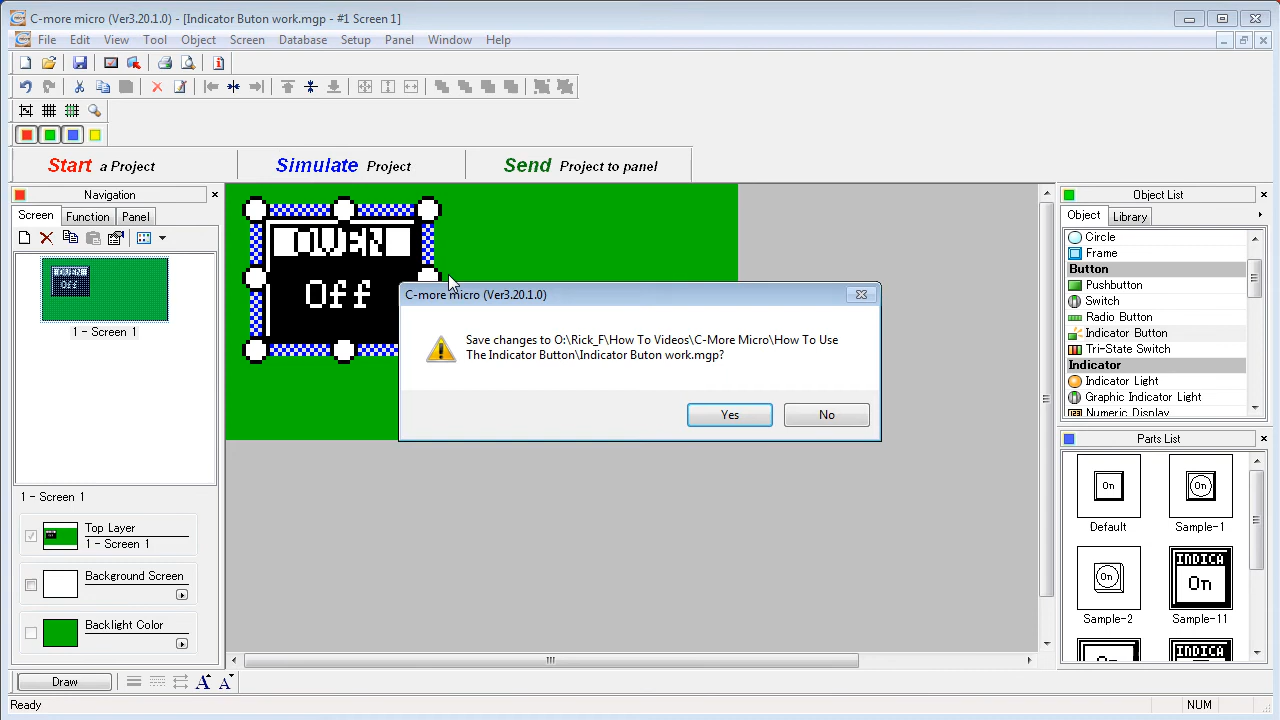 C-more micro (Ver3.20.1.0) - [Indicator Buton work.mgp - #1 Screen 1]
File Edit View Tool Object Screen Database Setup Panel Window Help
Start a Project
Simulate Project
Send Project to panel
Navigation
Screen Function Panel
OVEN
Off
1 - Screen 1
1 - Screen 1
Top Layer
1 - Screen 1
Background Screen
Backlight Color
OVEN
Off
C-more micro (Ver3.20.1.0)
Save changes to O:\Rick_F\How To Videos\C-More Micro\How To Use
The Indicator Button\Indicator Buton work.mgp?
Yes No
Object List
Object Library
Circle
Frame
Button
Pushbutton
Switch
Radio Button
Indicator Button
Tri-State Switch
Indicator
Indicator Light
Graphic Indicator Light
Numeric Display
Parts List
On
Default
On
Sample-1
On
Sample-2
INDICA
On
Sample-11
On
INDICA
Draw
A A
Ready
NUM